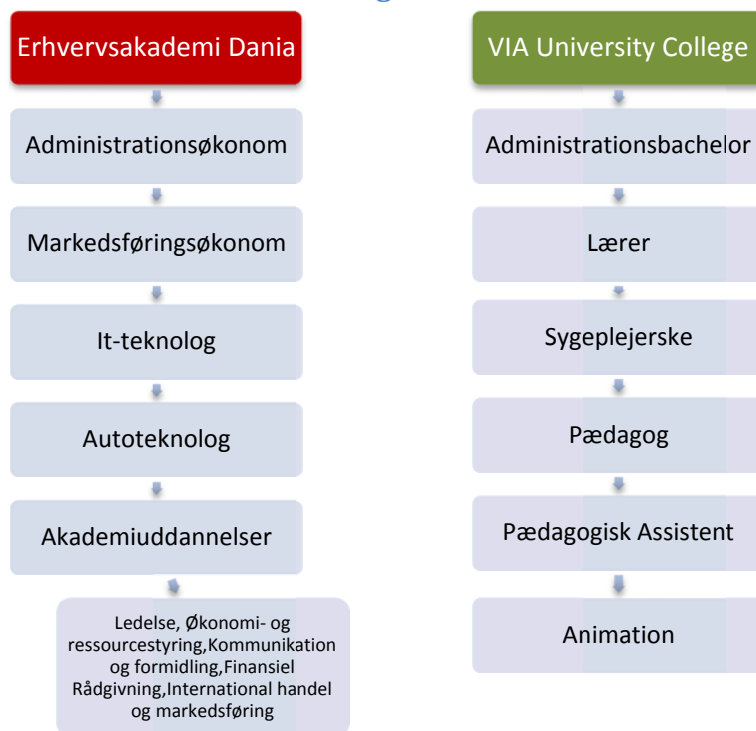 Erhvervsakademi Dania
Administrationsøkonom
Markedsføringsøkonom
It-teknolog
Autoteknolog
Akademiuddannelser
Ledelse, Økonomi- og
ressourcestyring,Kommunikation
og formidling,Finansiel
Rådgivning,International handel
og markedsføring
VIA University College
Administrationsbachelor
Lærer
Sygeplejerske
Pædagog
Pædagogisk Assistent
Animation